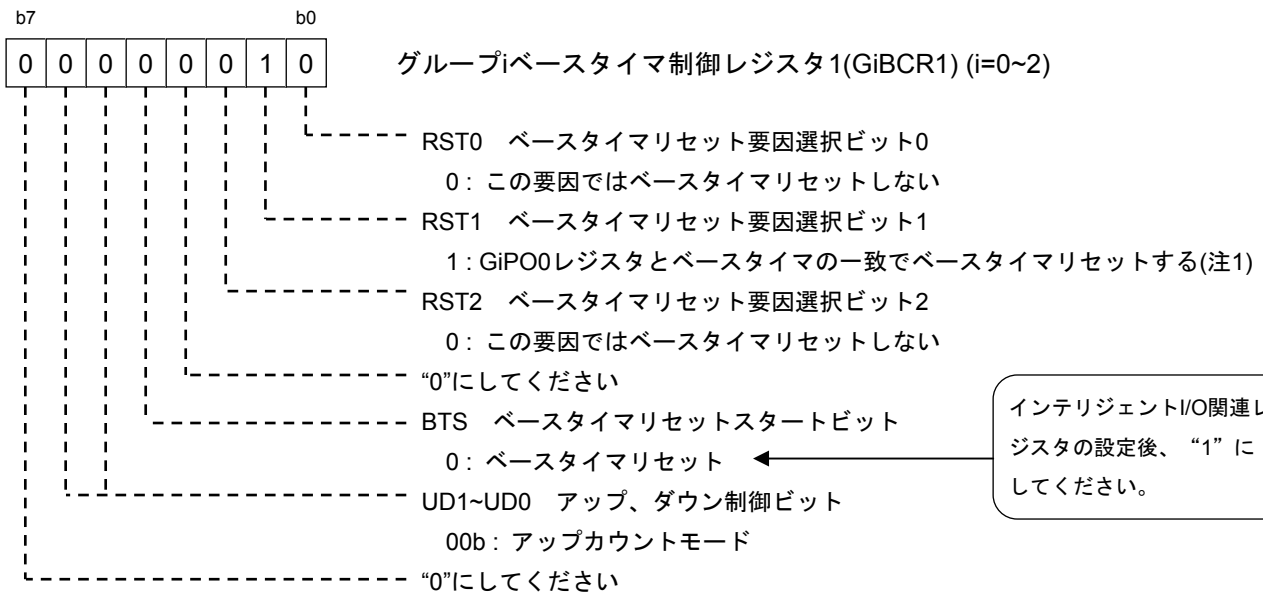 b7 b0
0 0 0 0 0 0 1 0 グループiベースタイマ制御レジスタ1(GiBCR1) (i=0~2)
RST0 ベースタイマリセット要因選択ビット0
0 : この要因ではベースタイマリセットしない
RST1 ベースタイマリセット要因選択ビット1
1 : GiPO0レジスタとベースタイマの一致でベースタイマリセットする(注1)
RST2 ベースタイマリセット要因選択ビット2
0 : この要因ではベースタイマリセットしない
“0”にしてください
BTS ベースタイマリセットスタートビット
0 : ベースタイマリセット
インテリジェントI/O関連レ
ジスタの設定後、“1”に
してください。
UD1~UD0 アップ、ダウン制御ビット
00b : アップカウントモード
“0”にしてください